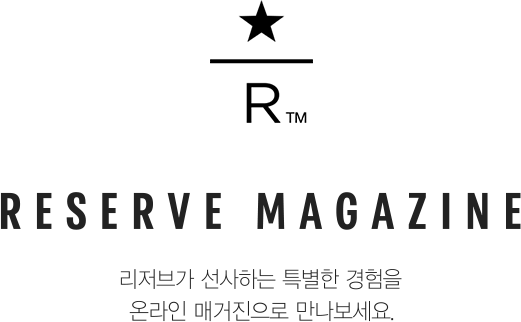 R™
RESERVE MAGAZINE
리저브가 선사하는 특별한 경험을
온라인 매거진으로 만나보세요.